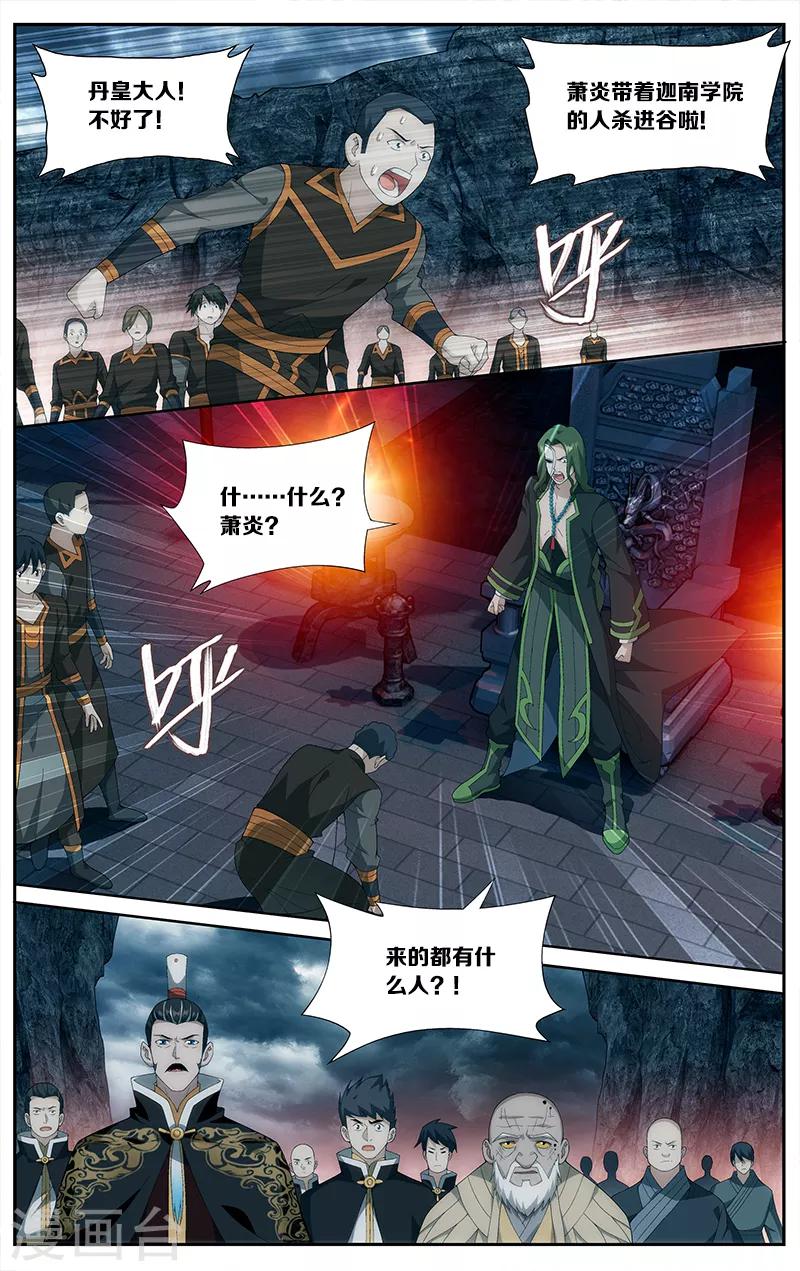 丹皇大人！
不好了！
萧炎带着迦南学院
的人杀进谷啦！
呼
什……什么？
萧炎？
呼
来的都有什
么人？！
漫画台